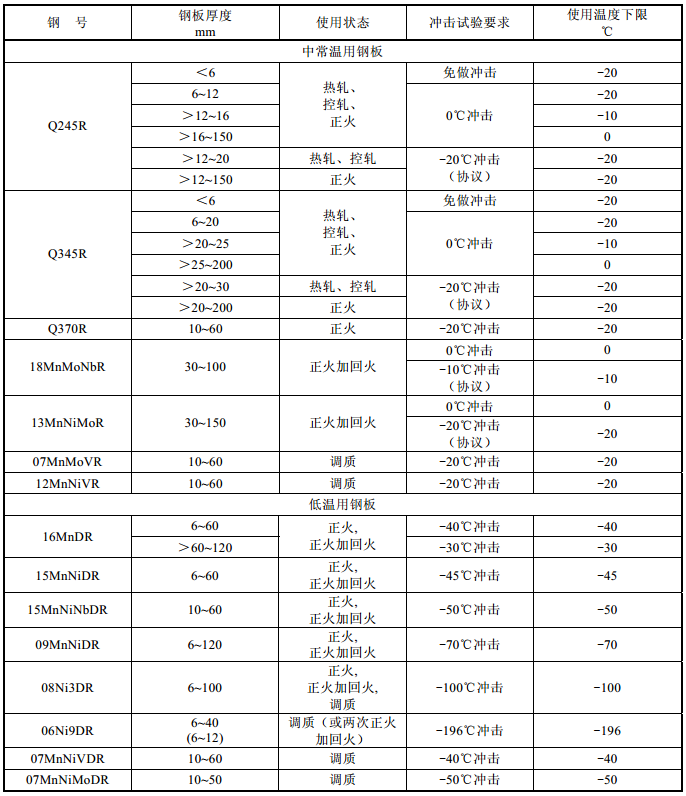 钢 号 钢板厚度 mm 使用状态 冲击试验要求 使用温度下限 ℃
中常温用钢板
Q245R <6 热轧、控轧、正火 免做冲击 -20
6~12 0℃冲击 -20
>12~16 -10
>16~150 0
>12~20 热轧、控轧 -20℃冲击(协议) -20
>12~150 正火 -20
Q345R <6 热轧、控轧、正火 免做冲击 -20
6~20 0℃冲击 -20
>20~25 -10
>25~200 0
>20~30 热轧、控轧 -20℃冲击(协议) -20
>20~200 正火 -20
Q370R 10~60 正火 -20℃冲击 -20
18MnMoNbR 30~100 正火加回火 0℃冲击 0
-10℃冲击(协议) -10
13MnNiMoR 30~150 正火加回火 0℃冲击 0
-20℃冲击(协议) -20
07MnMoVR 10~60 调质 -20℃冲击 -20
12MnNiVR 10~60 调质 -20℃冲击 -20
低温用钢板
16MnDR 6~60 正火,正火加回火 -40℃冲击 -40
>60~120 -30℃冲击 -30
15MnNiDR 6~60 正火,正火加回火 -45℃冲击 -45
15MnNiNbDR 10~60 正火,正火加回火 -50℃冲击 -50
09MnNiDR 6~120 正火,正火加回火 -70℃冲击 -70
08Ni3DR 6~100 正火,正火加回火,调质 -100℃冲击 -100
06Ni9DR 6~40 (6~12) 调质(或两次正火加回火) -196℃冲击 -196
07MnNiVDR 10~60 调质 -40℃冲击 -40
07MnNiMoDR 10~50 调质 -50℃冲击 -50